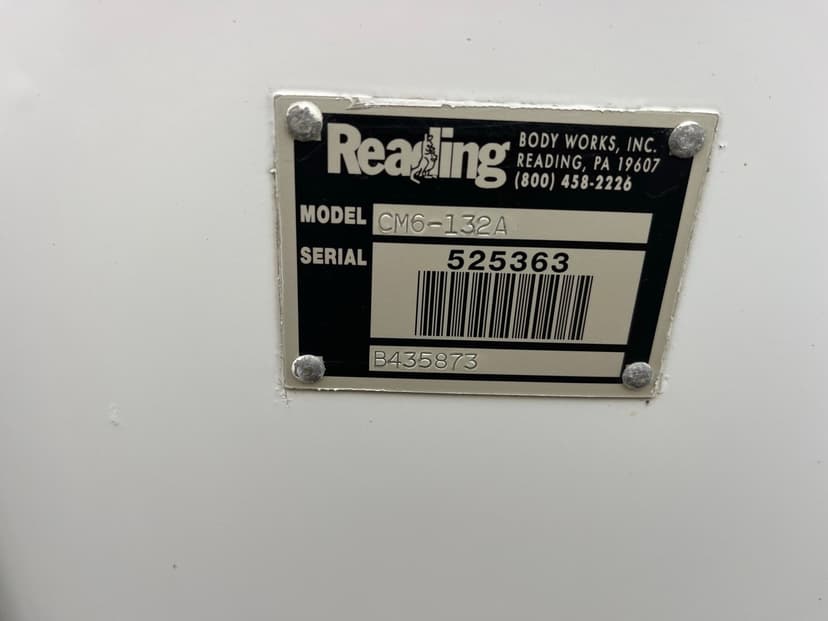 Reading
BODY WORKS, INC.
READING, PA 19607
(800) 458-2226
MODEL CM6-132A
SERIAL 525363
B435873